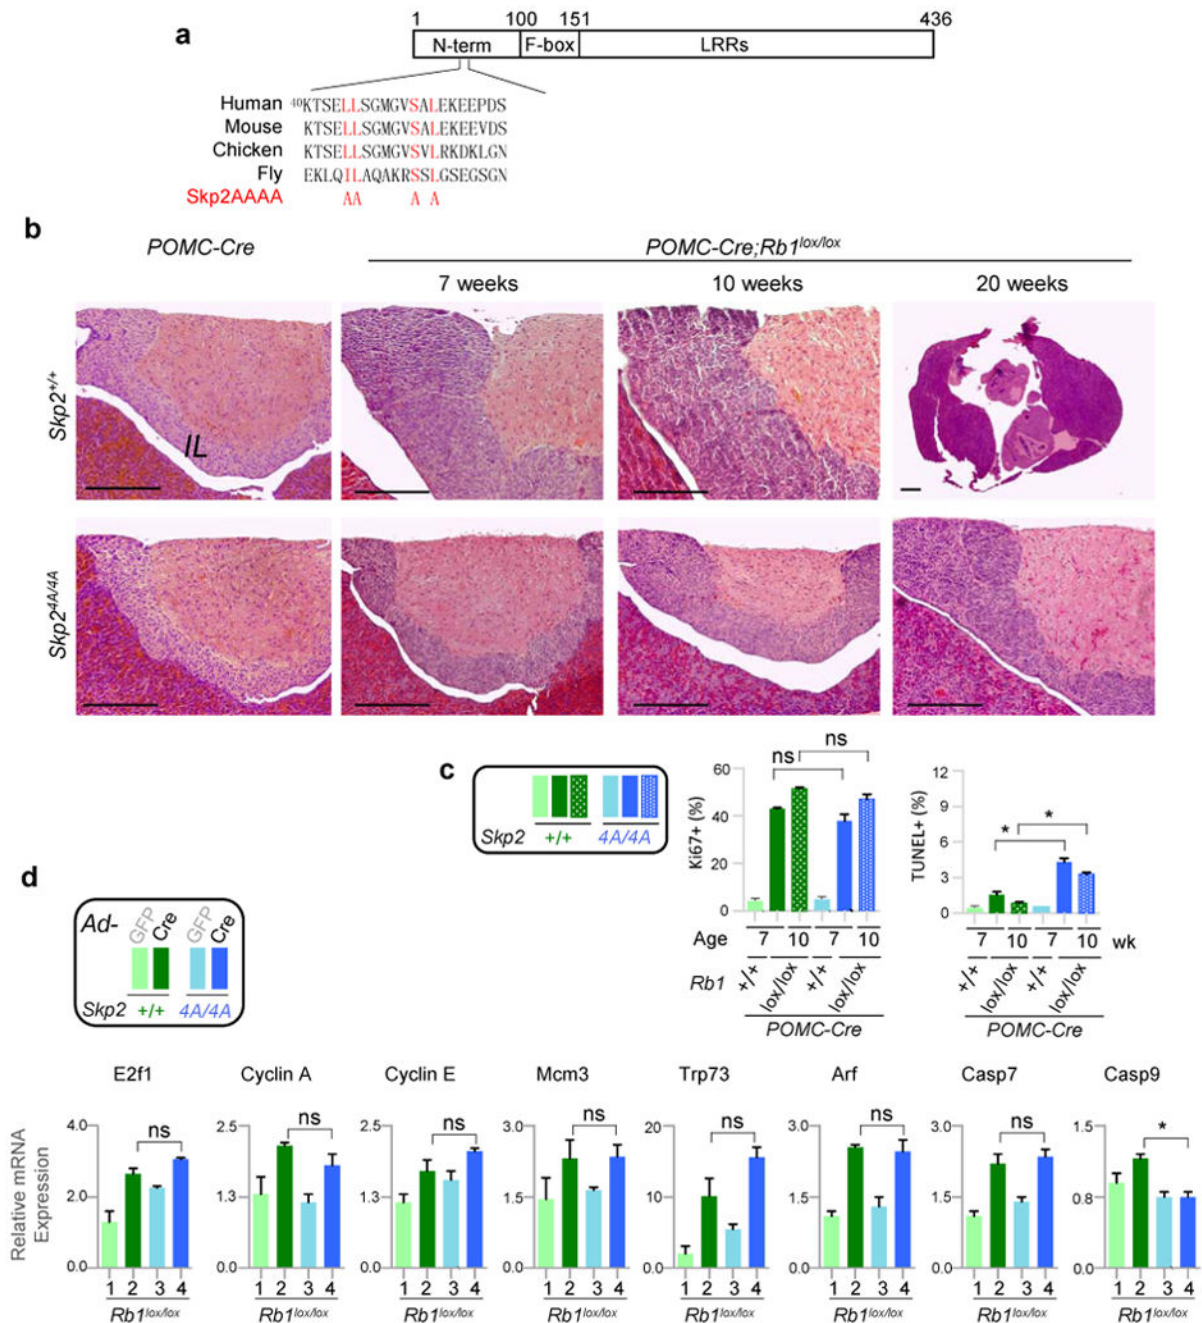 a
1 100 151 436
N-term F-box LRRs
Human 40KTSELLSGMGVSALEKEEPDS
Mouse KTSELLSGMGVSALEKEEVDS
Chicken KTSELLSGMGVSVLRKDKLGN
Fly EKLQILAQAKRSSLGSEGSGN
Skp2AAAA AA A A
b
POMC-Cre POMC-Cre;Rb1lox/lox
7 weeks 10 weeks 20 weeks
Skp2+/+
IL
Skp24A/4A
c
Skp2 +/+ 4A/4A
Ki67+ (%)
60
40
20
0
ns ns
Age 7 10 7 10
Rb1 +/+ lox/lox +/+ lox/lox
POMC-Cre
TUNEL+ (%)
12
9
6
3
0
* *
7 10 7 10 wk
+/+ lox/lox +/+ lox/lox
POMC-Cre
d
Ad- GFP Cre GFP Cre
Skp2 +/+ 4A/4A
E2f1 Cyclin A Cyclin E Mcm3 Trp73 Arf Casp7 Casp9
Relative mRNA
Expression
4.0 2.5 2.5 3.0 20 3.0 3.0 1.5
ns ns ns ns ns ns ns *
2.0 1.3 1.3 1.5 10 1.5 1.5 0.8
0.0 0.0 0.0 0.0 0 0.0 0.0 0.0
1 2 3 4 1 2 3 4 1 2 3 4 1 2 3 4 1 2 3 4 1 2 3 4 1 2 3 4 1 2 3 4
Rb1lox/lox Rb1lox/lox Rb1lox/lox Rb1lox/lox Rb1lox/lox Rb1lox/lox Rb1lox/lox Rb1lox/lox